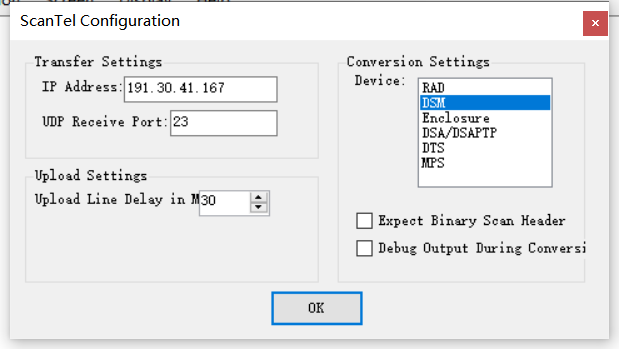 ScanTel Configuration
Transfer Settings
IP Address: 191.30.41.167
UDP Receive Port: 23
Upload Settings
Upload Line Delay in M 30
Conversion Settings
Device:
RAD
DSM
Enclosure
DSA/DSAPTP
DTS
MPS
Expect Binary Scan Header
Debug Output During Conversi
OK